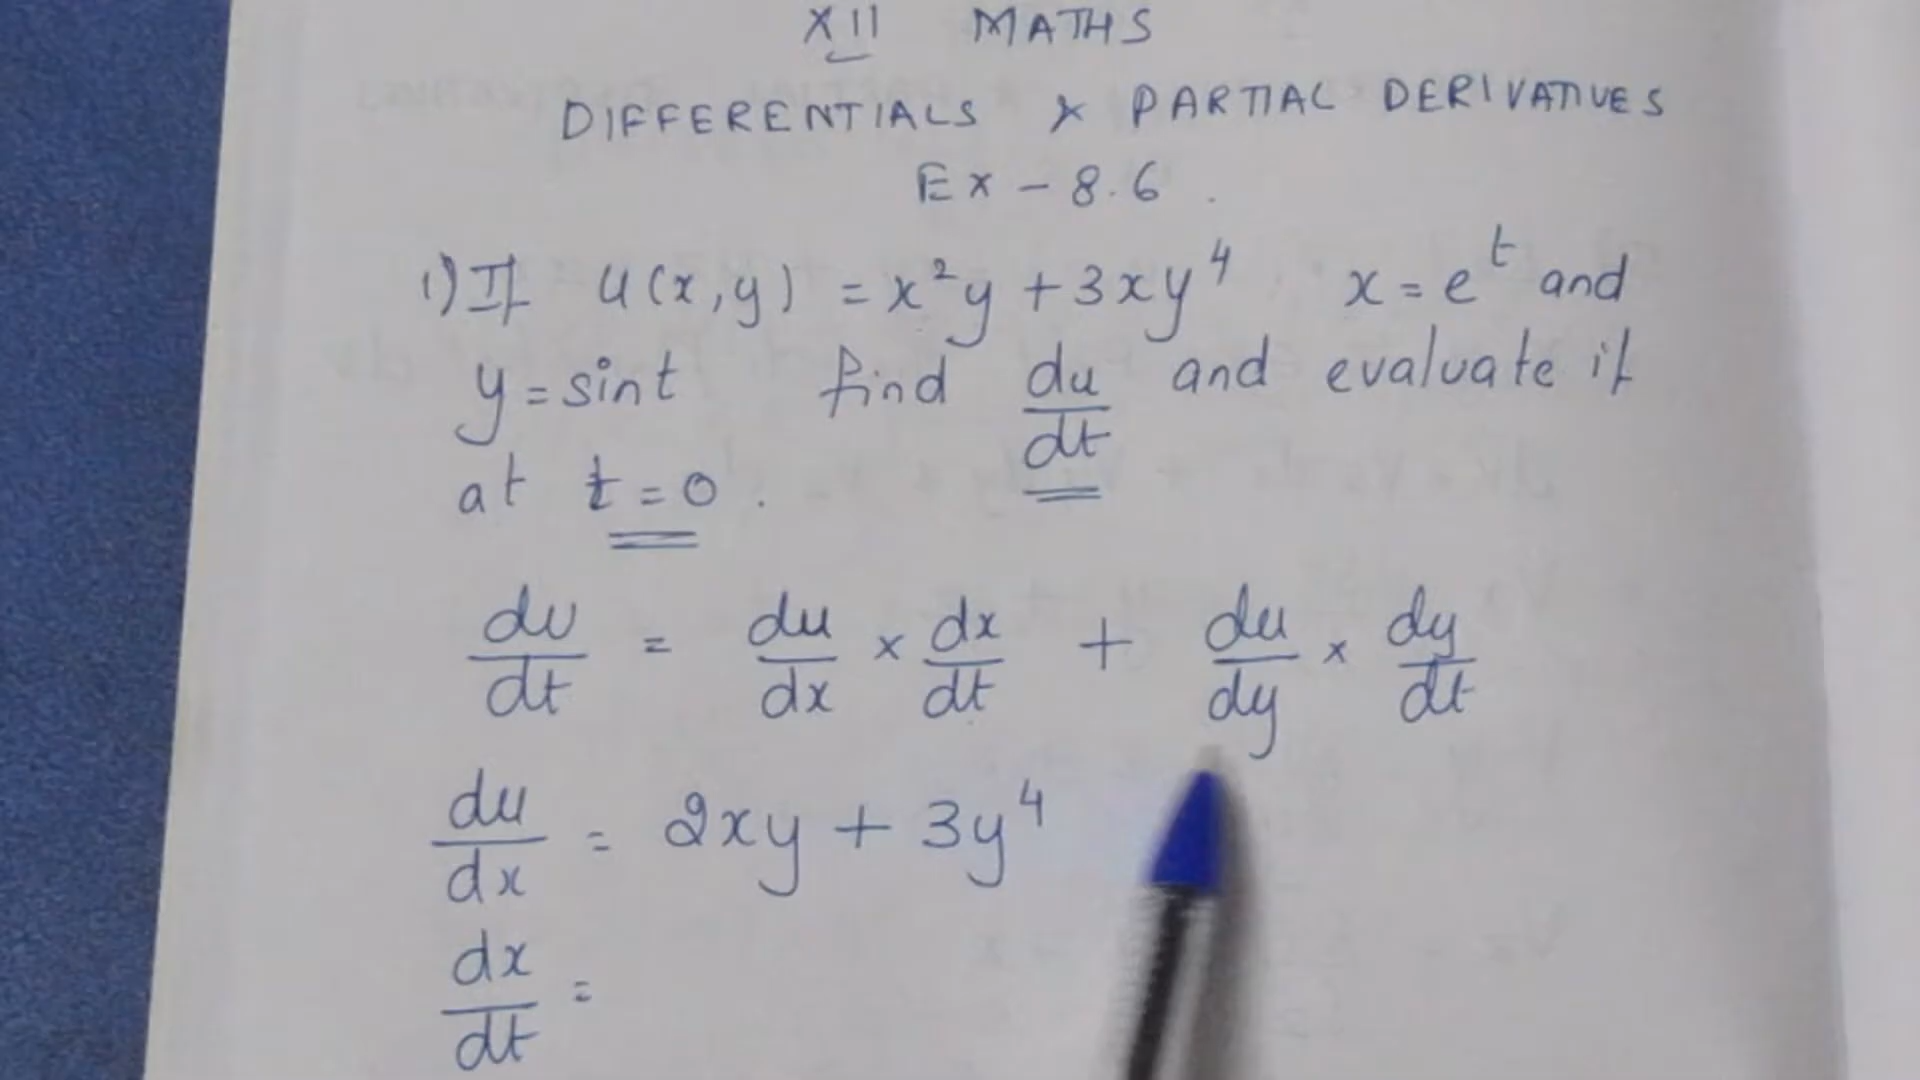 XII MATHS
DIFFERENTIALS & PARTIAL DERIVATIVES
Ex - 8.6.
1) If u(x,y) = x²y + 3xy⁴ x = eᵗ and
y = sint find du/dt and evaluate it
at t = 0.
du/dt = du/dx × dx/dt + du/dy × dy/dt
du/dx = 2xy + 3y⁴
dx/dt =